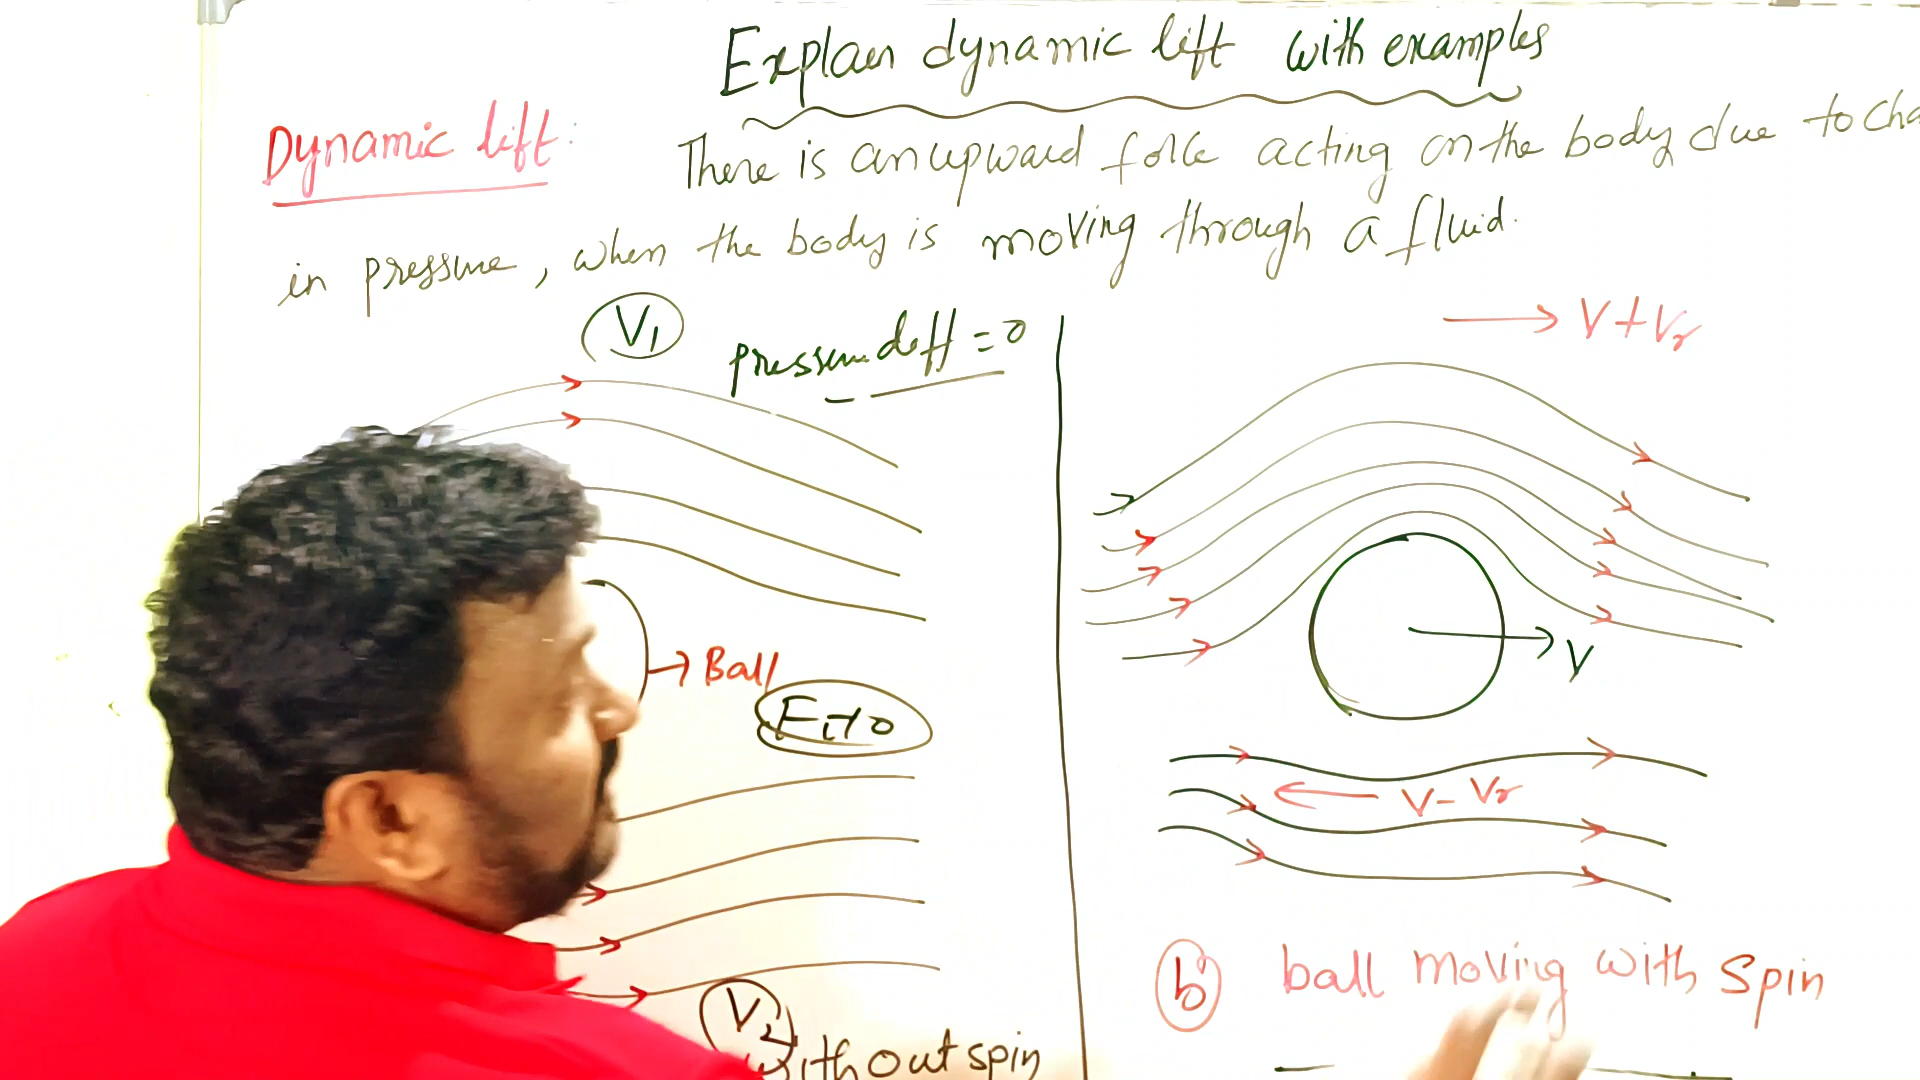 Explain dynamic lift with examples
Dynamic lift: There is an upward force acting on the body due to cha
in pressure, when the body is moving through a fluid.
V₁
pressure diff = 0
→ V + Vr
→ Ball
V
V - Vr
b ball moving with spin
V₂
without spin